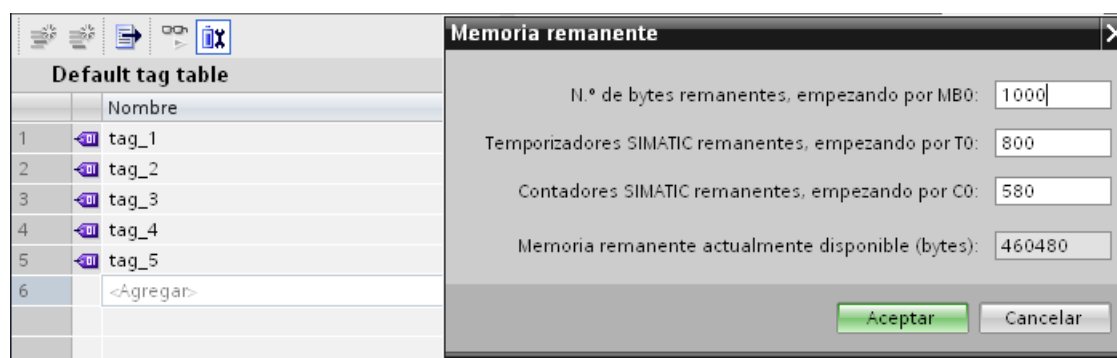 Default tag table
Nombre
1 tag_1
2 tag_2
3 tag_3
4 tag_4
5 tag_5
6 <Agregar>
Memoria remanente
N.º de bytes remanentes, empezando por MB0: 1000
Temporizadores SIMATIC remanentes, empezando por T0: 800
Contadores SIMATIC remanentes, empezando por C0: 580
Memoria remanente actualmente disponible (bytes): 460480
Aceptar Cancelar